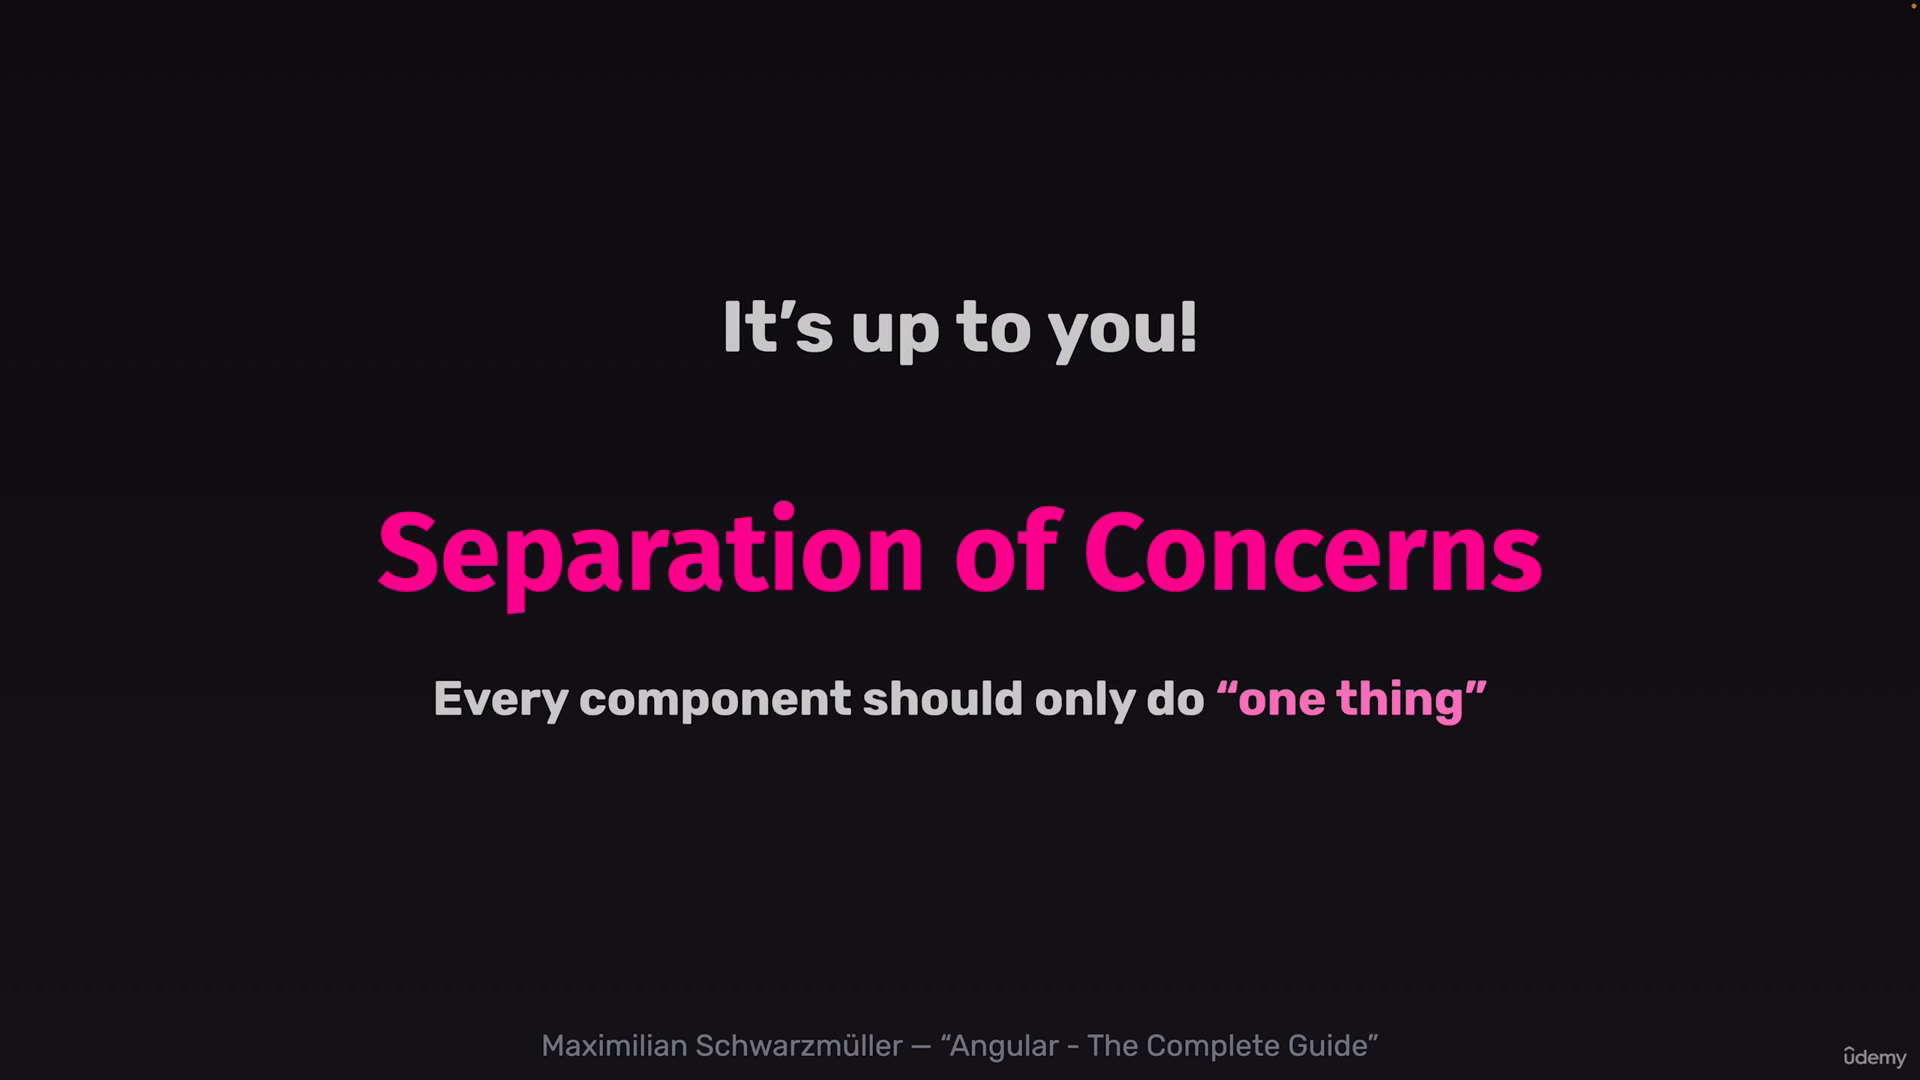 It’s up to you!
Separation of Concerns
Every component should only do “one thing”
Maximilian Schwarzmüller — “Angular - The Complete Guide”
ûdemy